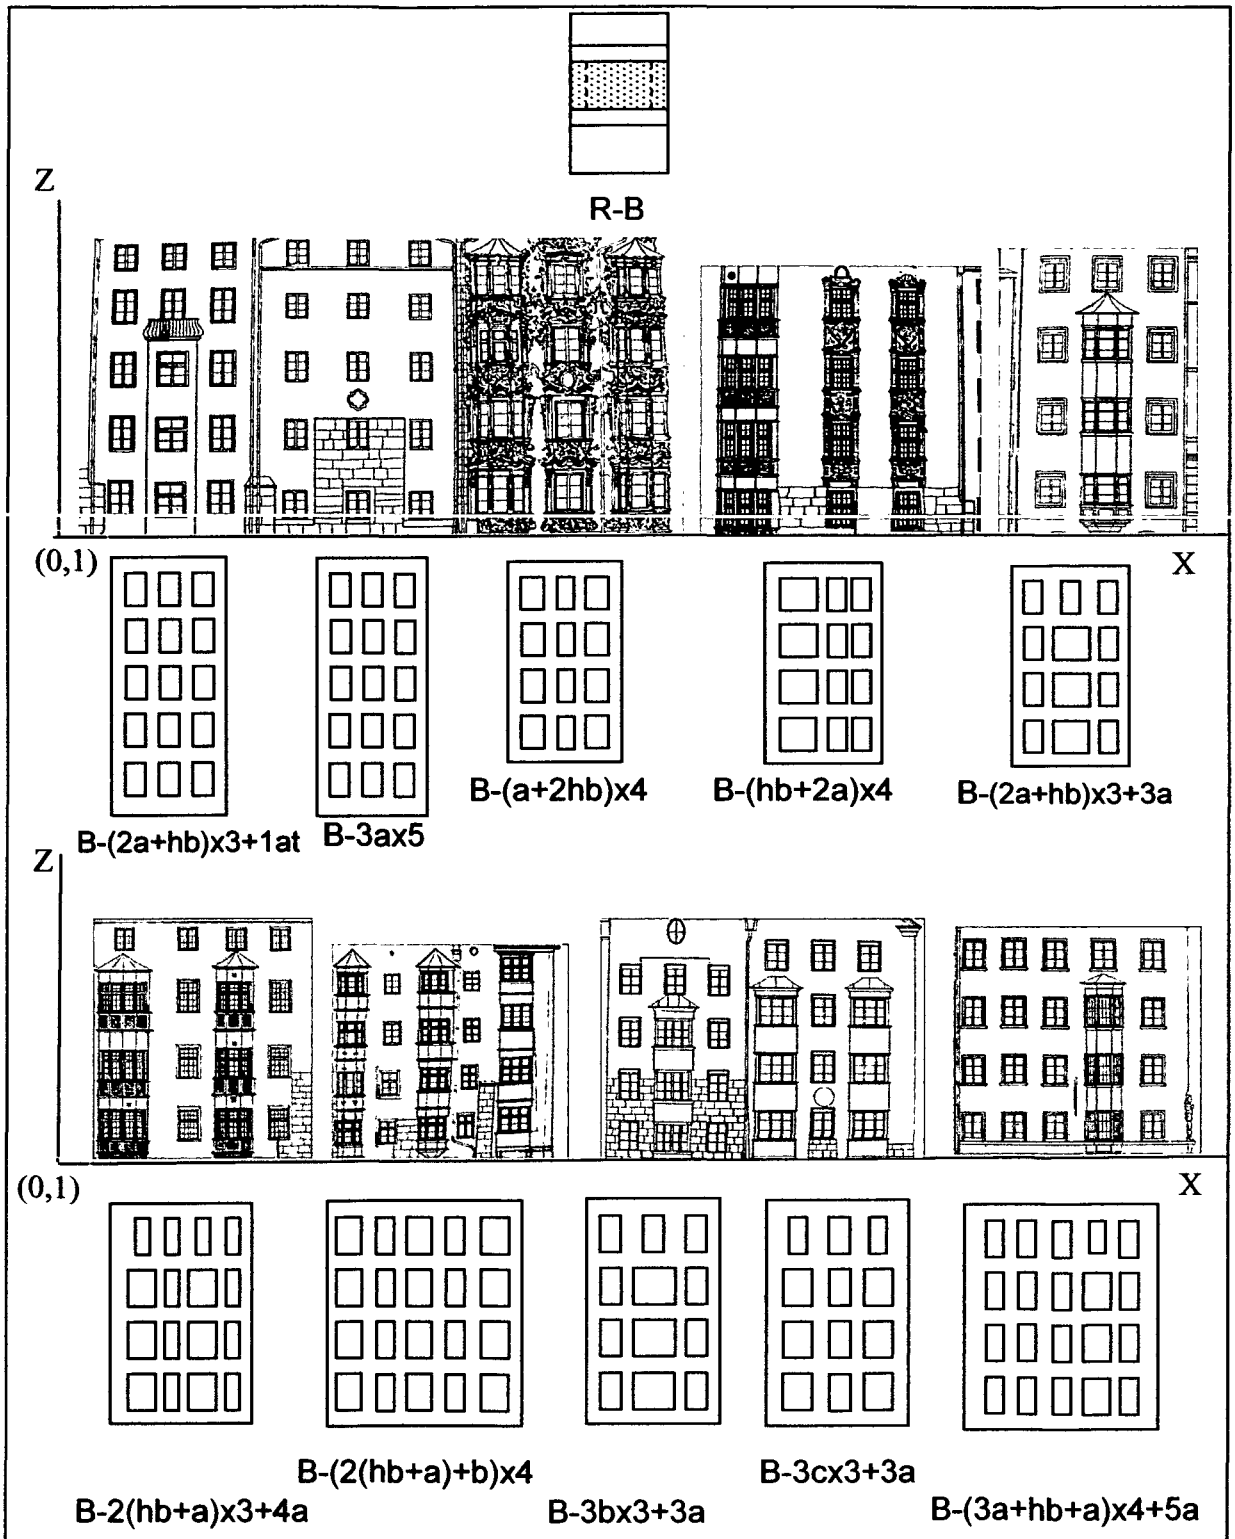 R-B
Z
(0,1)
X
B-(2a+hb)x3+1at
B-3ax5
B-(a+2hb)x4
B-(hb+2a)x4
B-(2a+hb)x3+3a
Z
(0,1)
X
B-2(hb+a)x3+4a
B-(2(hb+a)+b)x4
B-3bx3+3a
B-3cx3+3a
B-(3a+hb+a)x4+5a